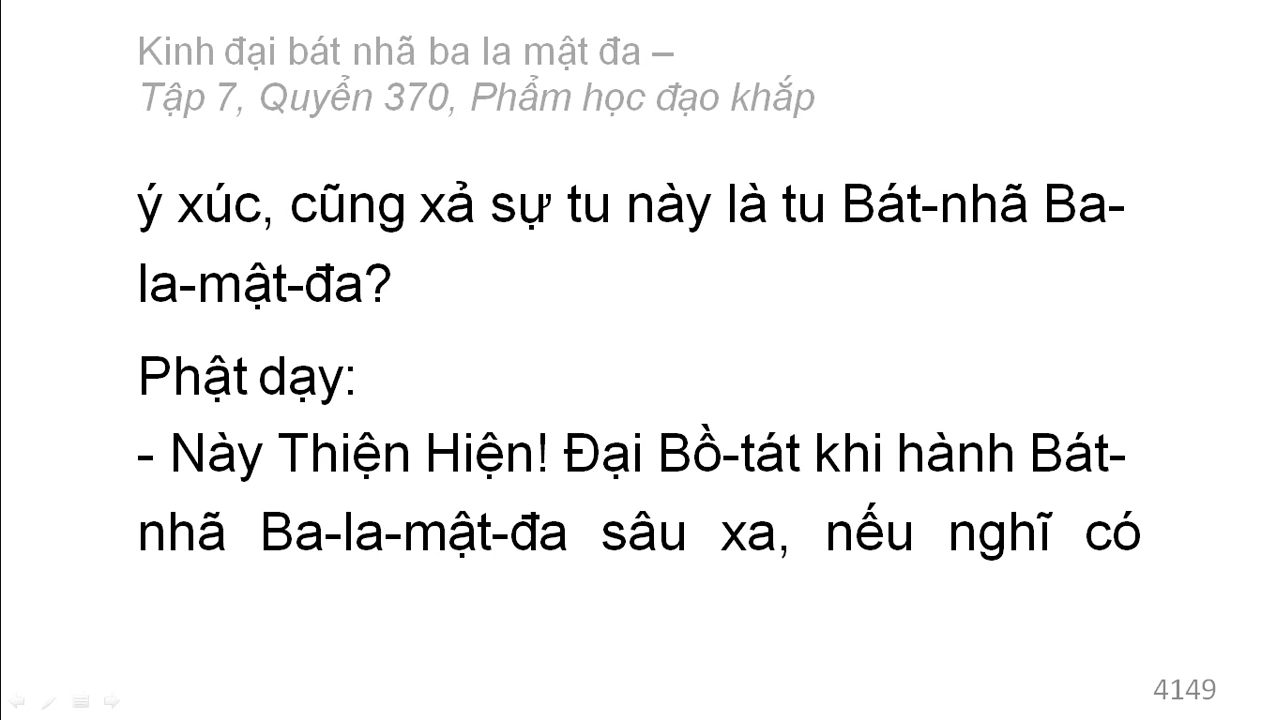 Kinh đại bát nhã ba la mật đa –
Tập 7, Quyển 370, Phẩm học đạo khắp
ý xúc, cũng xả sự tu này là tu Bát-nhã Ba-
la-mật-đa?
Phật dạy:
- Này Thiện Hiện! Đại Bồ-tát khi hành Bát-
nhã Ba-la-mật-đa sâu xa, nếu nghĩ có
4149